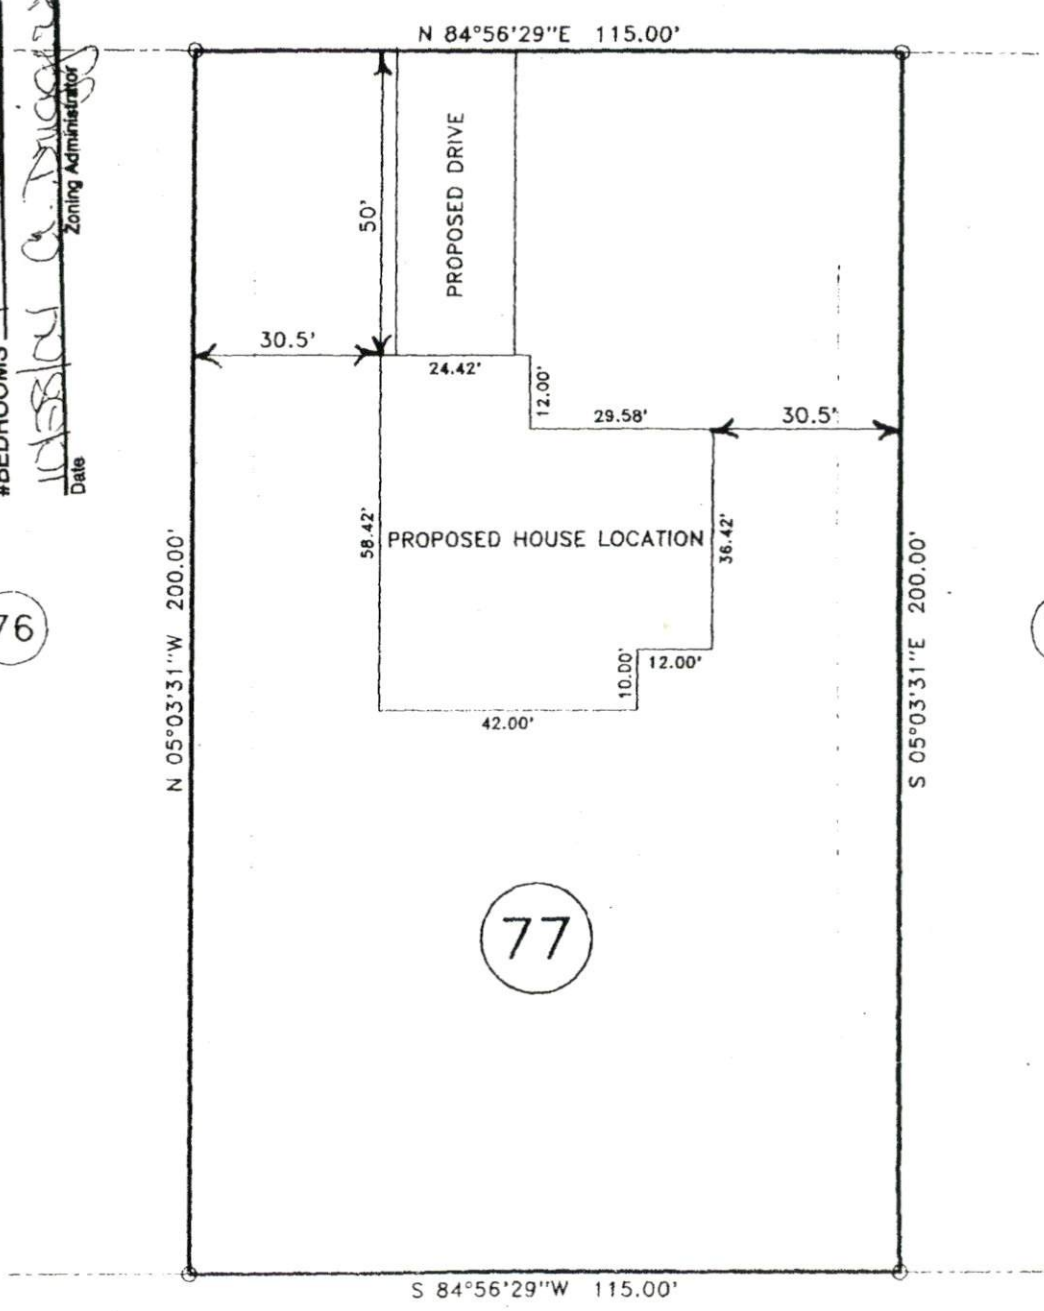 N 84°56'29"E 115.00'
Zoning Administrator
Date
#BEDROOMS
PROPOSED DRIVE
50'
30.5'
24.42'
12.00'
29.58'
30.5'
58.42'
PROPOSED HOUSE LOCATION
36.42'
N 05°03'31"W 200.00'
S 05°03'31"E 200.00'
76
10.00'
12.00'
42.00'
77
S 84°56'29"W 115.00'